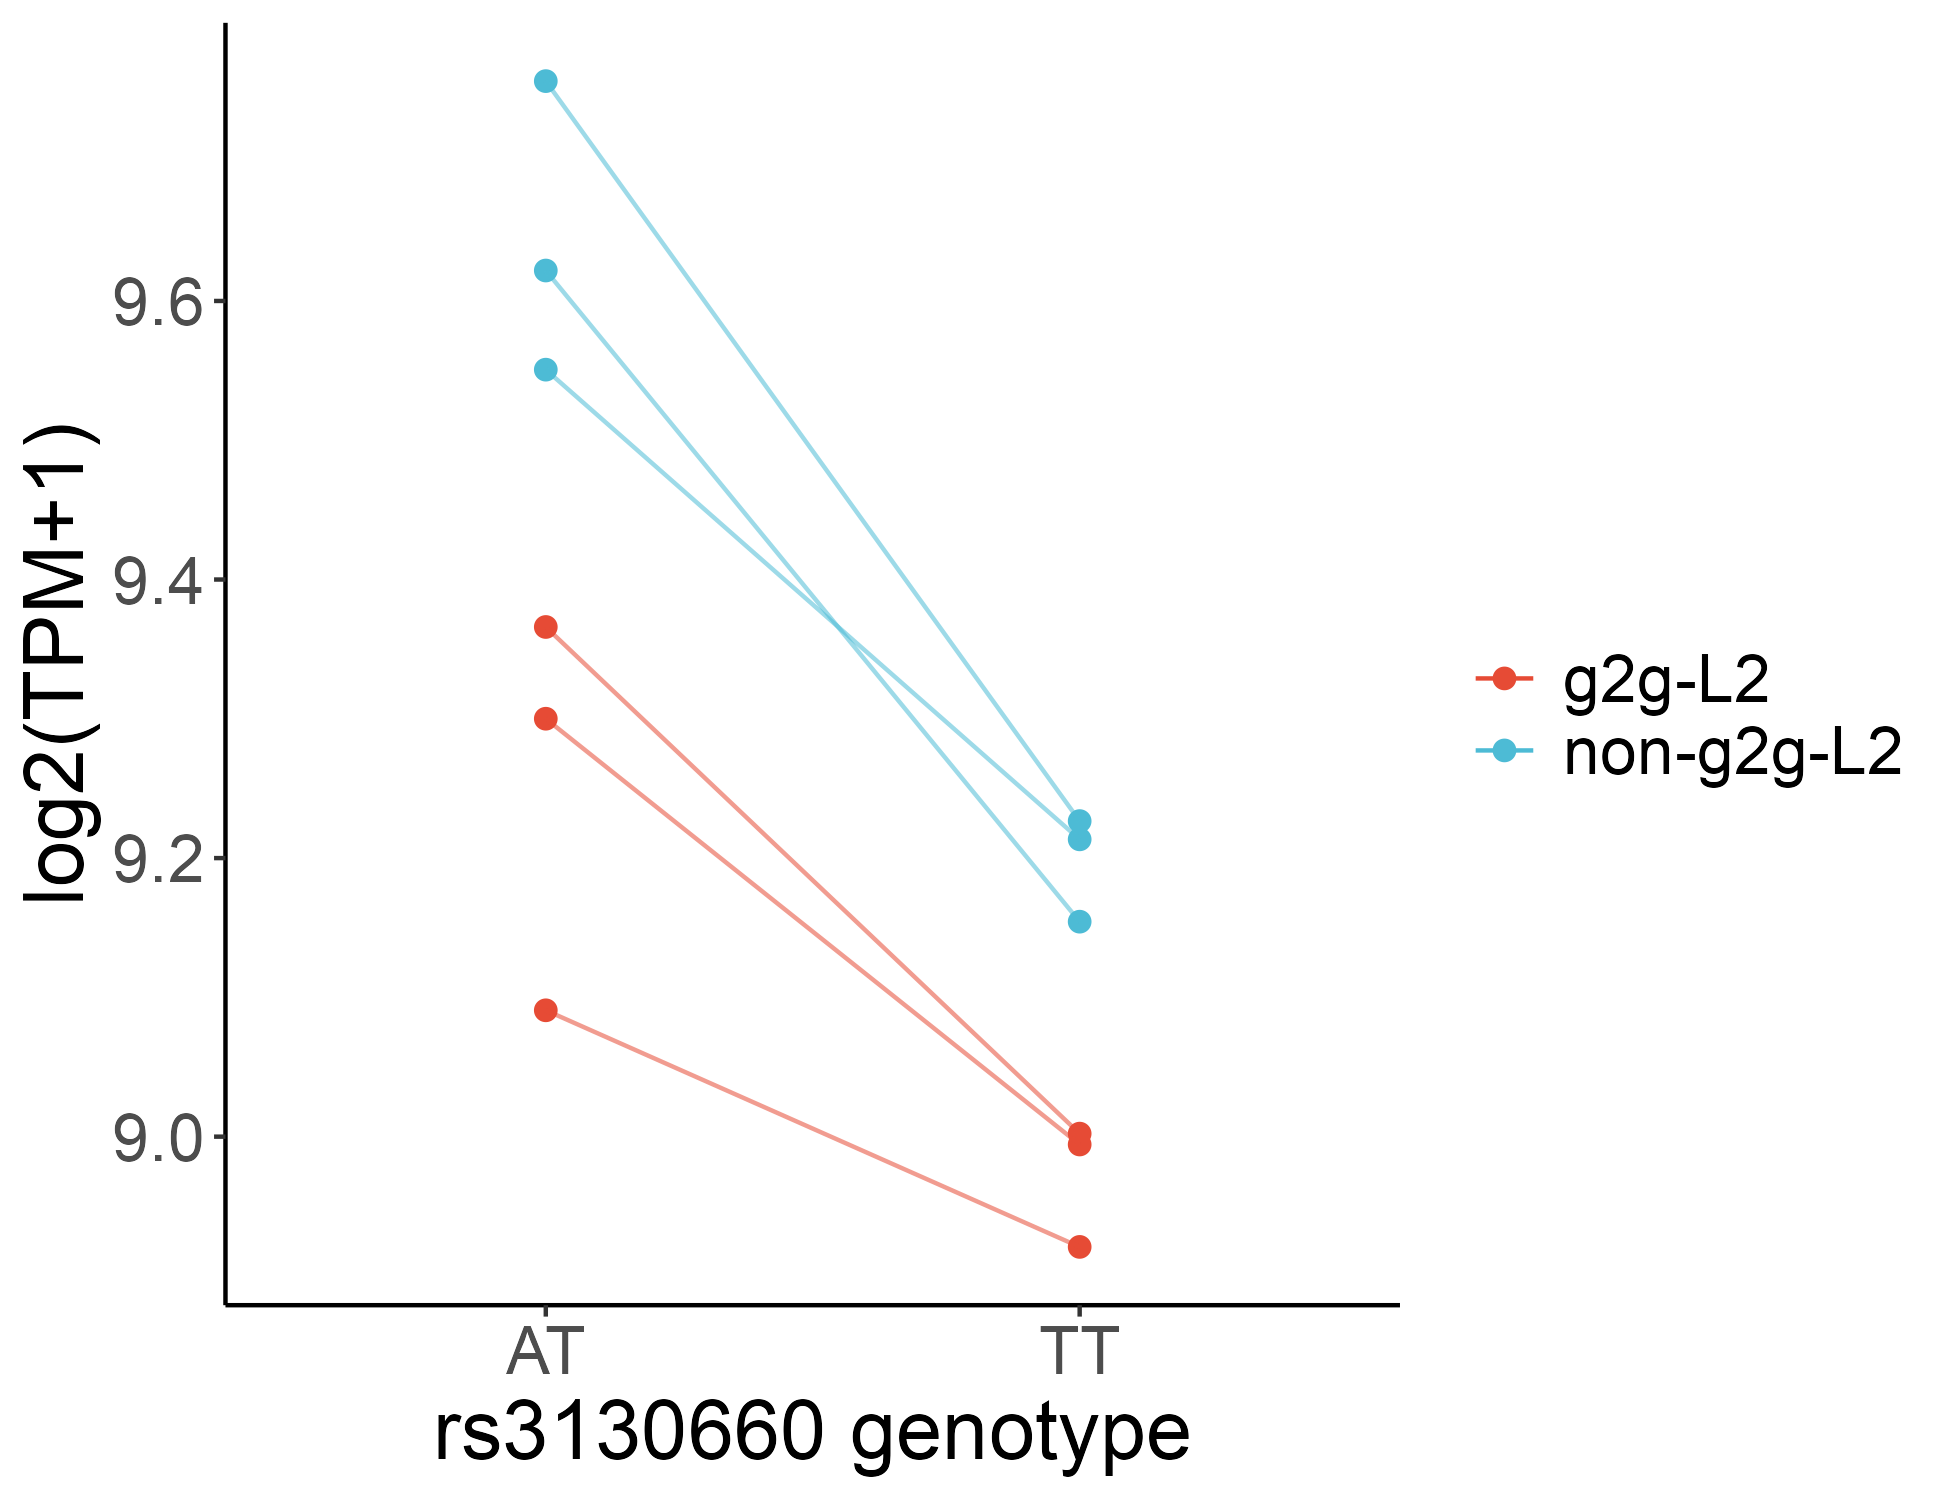 log2(TPM+1)
9.6
9.4
9.2
9.0
AT
TT
rs3130660 genotype
g2g-L2
non-g2g-L2